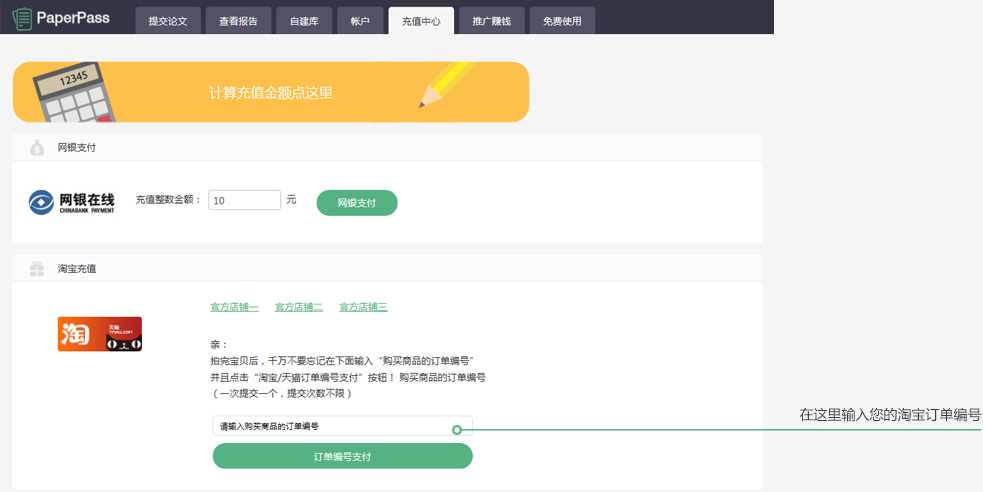 PaperPass 提交论文 查看报告 自建库 帐户 充值中心 推广赚钱 免费使用
12345
计算充值金额点这里
网银支付
网银在线
CHINABANK PAYMENT
充值整数金额： 10 元 网银支付
淘宝充值
官方店铺一 官方店铺二 官方店铺三
淘 天猫
TMALL.COM
亲：
拍完宝贝后，千万不要忘记在下面输入“购买商品的订单编号”
并且点击“淘宝/天猫订单编号支付”按钮！ 购买商品的订单编号
（一次提交一个，提交次数不限）
请输入购买商品的订单编号
在这里输入您的淘宝订单编号
订单编号支付